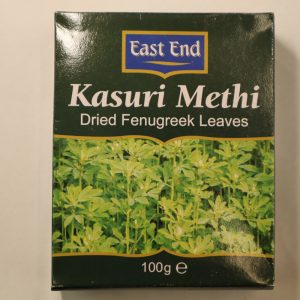 East End
Kasuri Methi
Dried Fenugreek Leaves
100g ℮